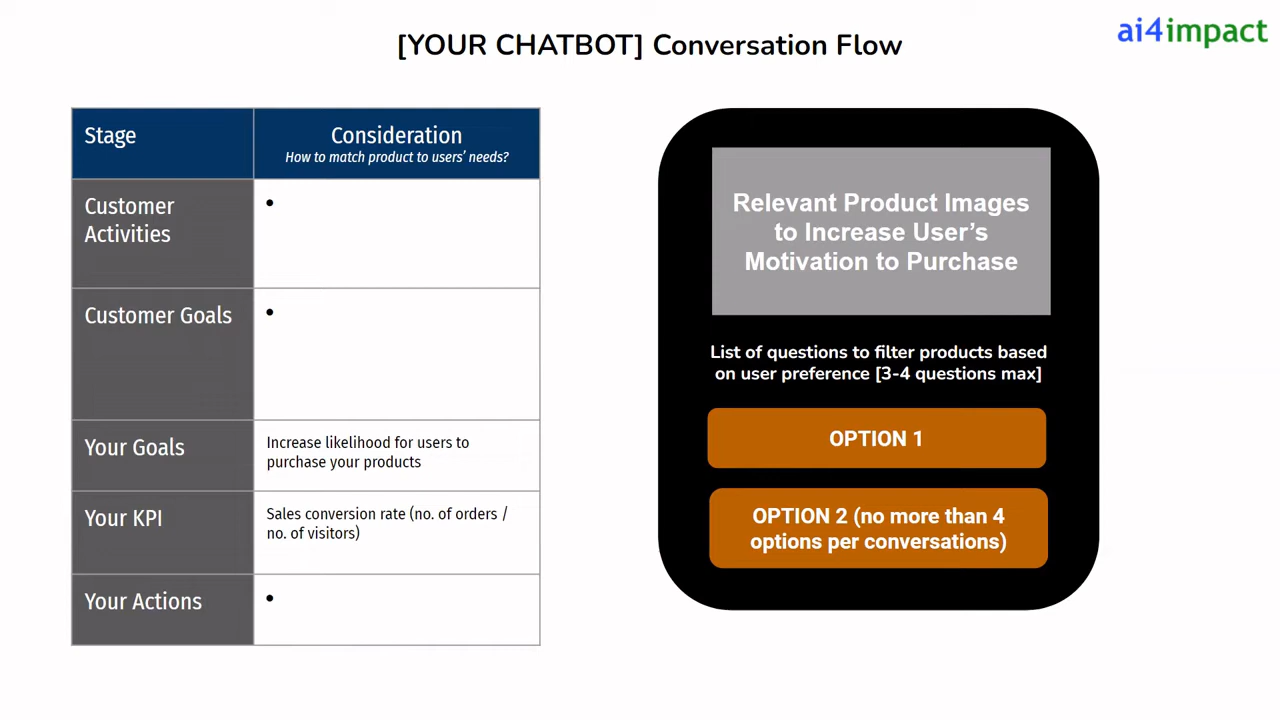 [YOUR CHATBOT] Conversation Flow
ai4impact
Stage
Consideration
How to match product to users’ needs?
Customer
Activities
•
Customer Goals
•
Your Goals
Increase likelihood for users to
purchase your products
Your KPI
Sales conversion rate (no. of orders /
no. of visitors)
Your Actions
•
Relevant Product Images
to Increase User’s
Motivation to Purchase
List of questions to filter products based
on user preference [3-4 questions max]
OPTION 1
OPTION 2 (no more than 4
options per conversations)